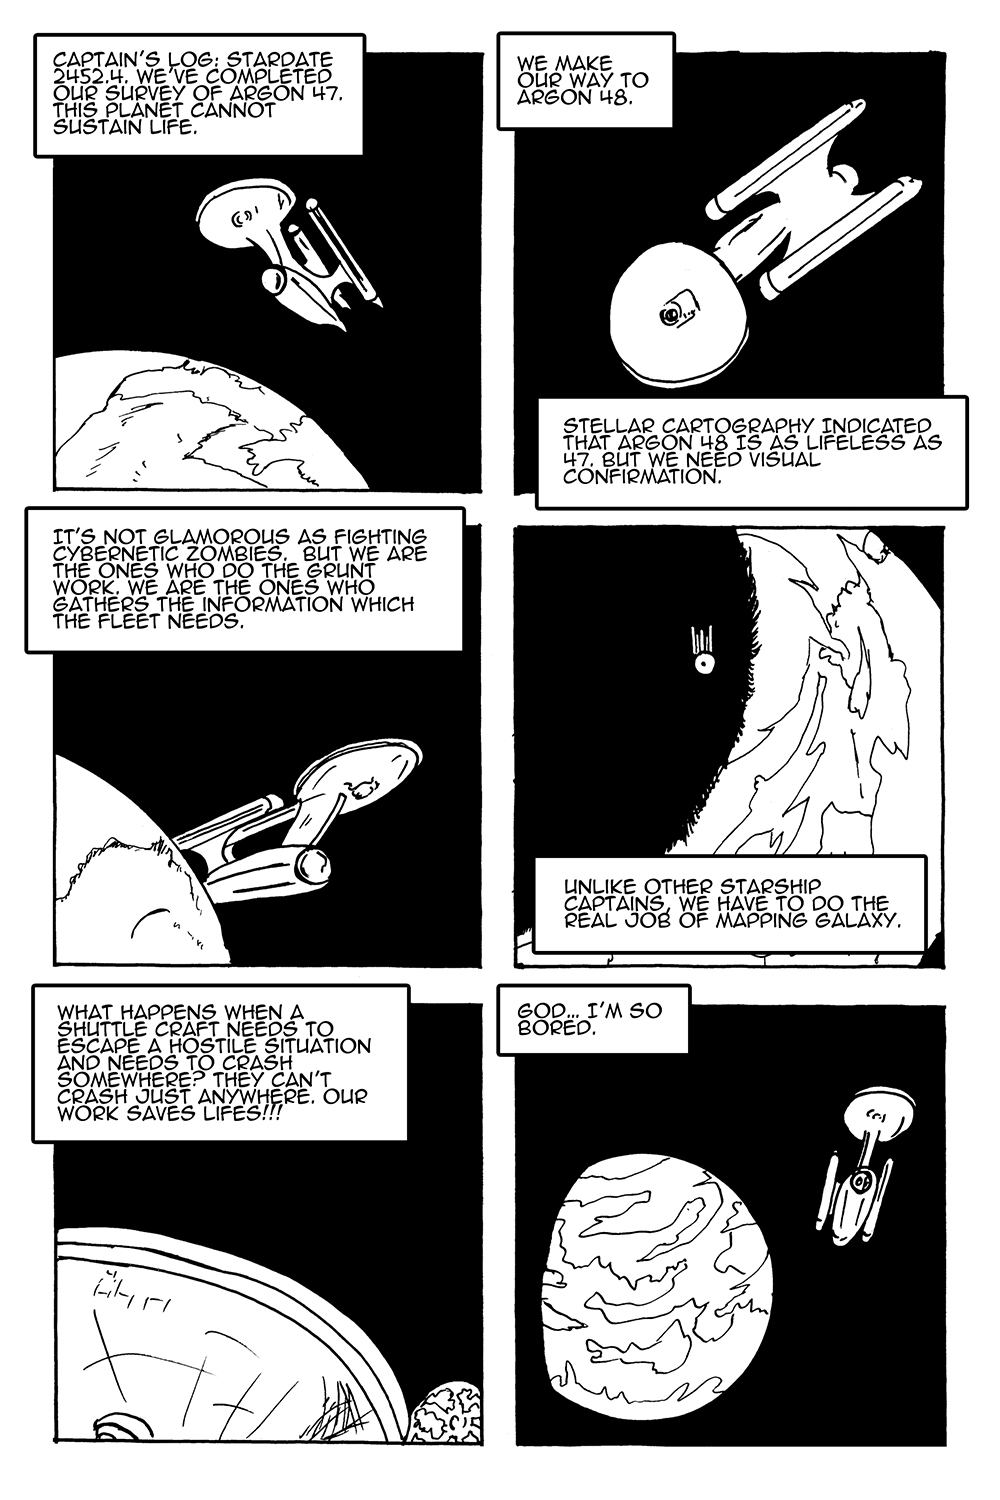 CAPTAIN'S LOG: STARDATE
2452.4. WE'VE COMPLETED
OUR SURVEY OF ARGON 47.
THIS PLANET CANNOT
SUSTAIN LIFE.
WE MAKE
OUR WAY TO
ARGON 48.
STELLAR CARTOGRAPHY INDICATED
THAT ARGON 48 IS AS LIFELESS AS
47. BUT WE NEED VISUAL
CONFIRMATION.
IT'S NOT GLAMOROUS AS FIGHTING
CYBERNETIC ZOMBIES. BUT WE ARE
THE ONES WHO DO THE GRUNT
WORK. WE ARE THE ONES WHO
GATHERS THE INFORMATION WHICH
THE FLEET NEEDS.
UNLIKE OTHER STARSHIP
CAPTAINS, WE HAVE TO DO THE
REAL JOB OF MAPPING GALAXY.
WHAT HAPPENS WHEN A
SHUTTLE CRAFT NEEDS TO
ESCAPE A HOSTILE SITUATION
AND NEEDS TO CRASH
SOMEWHERE? THEY CAN'T
CRASH JUST ANYWHERE. OUR
WORK SAVES LIFES!!!
GOD... I'M SO
BORED.